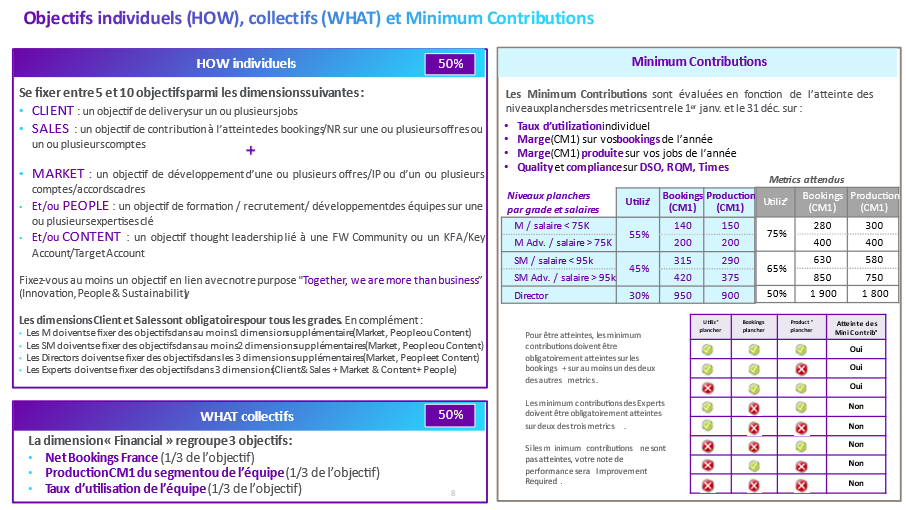 Objectifs individuels (HOW), collectifs (WHAT) et Minimum Contributions
HOW individuels
50%
Se fixer entre 5 et 10 objectifs parmi les dimensions suivantes :
• CLIENT : un objectif de delivery sur un ou plusieurs jobs
• SALES : un objectif de contribution à l’atteinte des bookings/NR sur une ou plusieurs offres ou
un ou plusieurs comptes
+
• MARKET : un objectif de développement d’une ou plusieurs offres/IP ou d’un ou plusieurs
comptes/accords cadres
• Et/ou PEOPLE : un objectif de formation / recrutement/ développement des équipes sur une
ou plusieurs expertises clé
• Et/ou CONTENT : un objectif thought leadership lié à une FW Community ou un KFA/Key
Account/Target Account
Fixez-vous au moins un objectif en lien avec notre purpose "Together, we are more than business"
(Innovation, People & Sustainability)
Les dimensions Client et Sales sont obligatoires pour tous les grades. En complément :
• Les M doivent se fixer des objectifs dans au moins 1 dimension supplémentaire (Market, People ou Content)
• Les SM doivent se fixer des objectifs dans au moins 2 dimensions supplémentaires (Market, People ou Content)
• Les Directors doivent se fixer des objectifs dans les 3 dimensions supplémentaires (Market, People et Content)
• Les Experts doivent se fixer des objectifs dans 3 dimensions (Client & Sales + Market & Content + People)
WHAT collectifs
50%
La dimension « Financial » regroupe 3 objectifs :
• Net Bookings France (1/3 de l’objectif)
• Production CM1 du segment ou de l’équipe (1/3 de l’objectif)
• Taux d’utilisation de l’équipe (1/3 de l’objectif)
8
Minimum Contributions
Les Minimum Contributions sont évaluées en fonction de l’atteinte des
niveaux planchers des metrics entre le 1er janv. et le 31 déc. sur :
• Taux d’utilisation individuel
• Marge (CM1) sur vos bookings de l’année
• Marge (CM1) produite sur vos jobs de l’année
• Quality et compliance sur DSO, RQM, Times
Metrics attendus
Niveaux planchers
par grade et salaires
Utiliz° Bookings (CM1) Production (CM1) Utiliz° Bookings (CM1) Production (CM1)
M / salaire < 75K 55% 140 150 75% 280 300
M Adv. / salaire > 75K 200 200 400 400
SM / salaire < 95k 45% 315 290 65% 630 580
SM Adv. / salaire > 95k 420 375 850 750
Director 30% 950 900 50% 1 900 1 800
Pour être atteintes, les minimum
contributions doivent être
obligatoirement atteintes sur les
bookings + sur au moins un des deux
des autres metrics.
Les minimum contributions des Experts
doivent être obligatoirement atteintes
sur deux des trois metrics.
Si les minimum contributions ne sont
pas atteintes, votre note de
performance sera Improvement
Required.
Utiliz° plancher Bookings plancher Product° plancher Atteinte des Mini Contrib°
Oui
Oui
Oui
Non
Non
Non
Non
Non